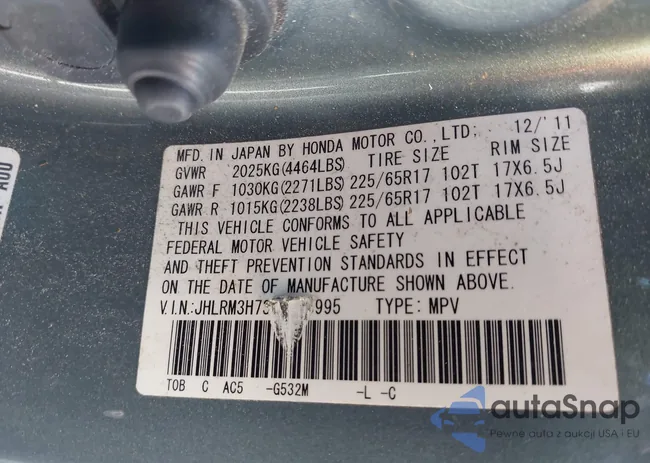 MFD. IN JAPAN BY HONDA MOTOR CO., LTD: 12/'11
GVWR 2025KG(4464LBS) TIRE SIZE RIM SIZE
GAWR F 1030KG(2271LBS) 225/65R17 102T 17X6.5J
GAWR R 1015KG(2238LBS) 225/65R17 102T 17X6.5J
THIS VEHICLE CONFORMS TO ALL APPLICABLE
FEDERAL MOTOR VEHICLE SAFETY
AND THEFT PREVENTION STANDARDS IN EFFECT
ON THE DATE OF MANUFACTURE SHOWN ABOVE.
V.I.N.:JHLRM3H7 995 TYPE: MPV
TOB C AC5 -G532M -L -C
autaSnap
Pewne auta z aukcji USA i EU